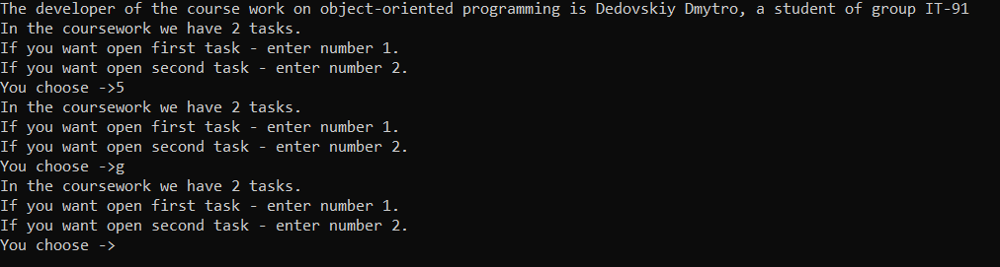 The developer of the course work on object-oriented programming is Dedovskiy Dmytro, a student of group IT-91
In the coursework we have 2 tasks.
If you want open first task - enter number 1.
If you want open second task - enter number 2.
You choose ->5
In the coursework we have 2 tasks.
If you want open first task - enter number 1.
If you want open second task - enter number 2.
You choose ->g
In the coursework we have 2 tasks.
If you want open first task - enter number 1.
If you want open second task - enter number 2.
You choose ->